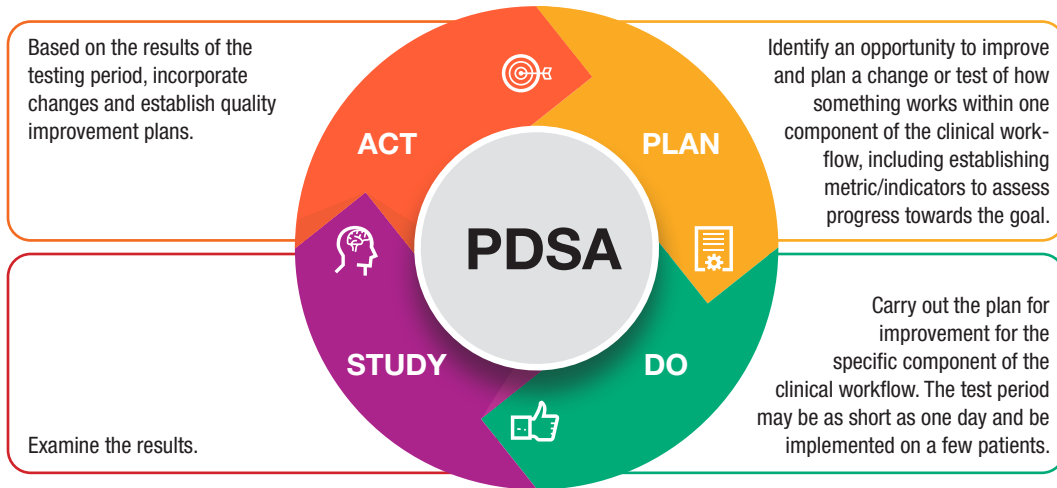 Based on the results of the
testing period, incorporate
changes and establish quality
improvement plans.
ACT
PLAN
Identify an opportunity to improve
and plan a change or test of how
something works within one
component of the clinical work-
flow, including establishing
metric/indicators to assess
progress towards the goal.
PDSA
STUDY
DO
Examine the results.
Carry out the plan for
improvement for the
specific component of the
clinical workflow. The test period
may be as short as one day and be
implemented on a few patients.